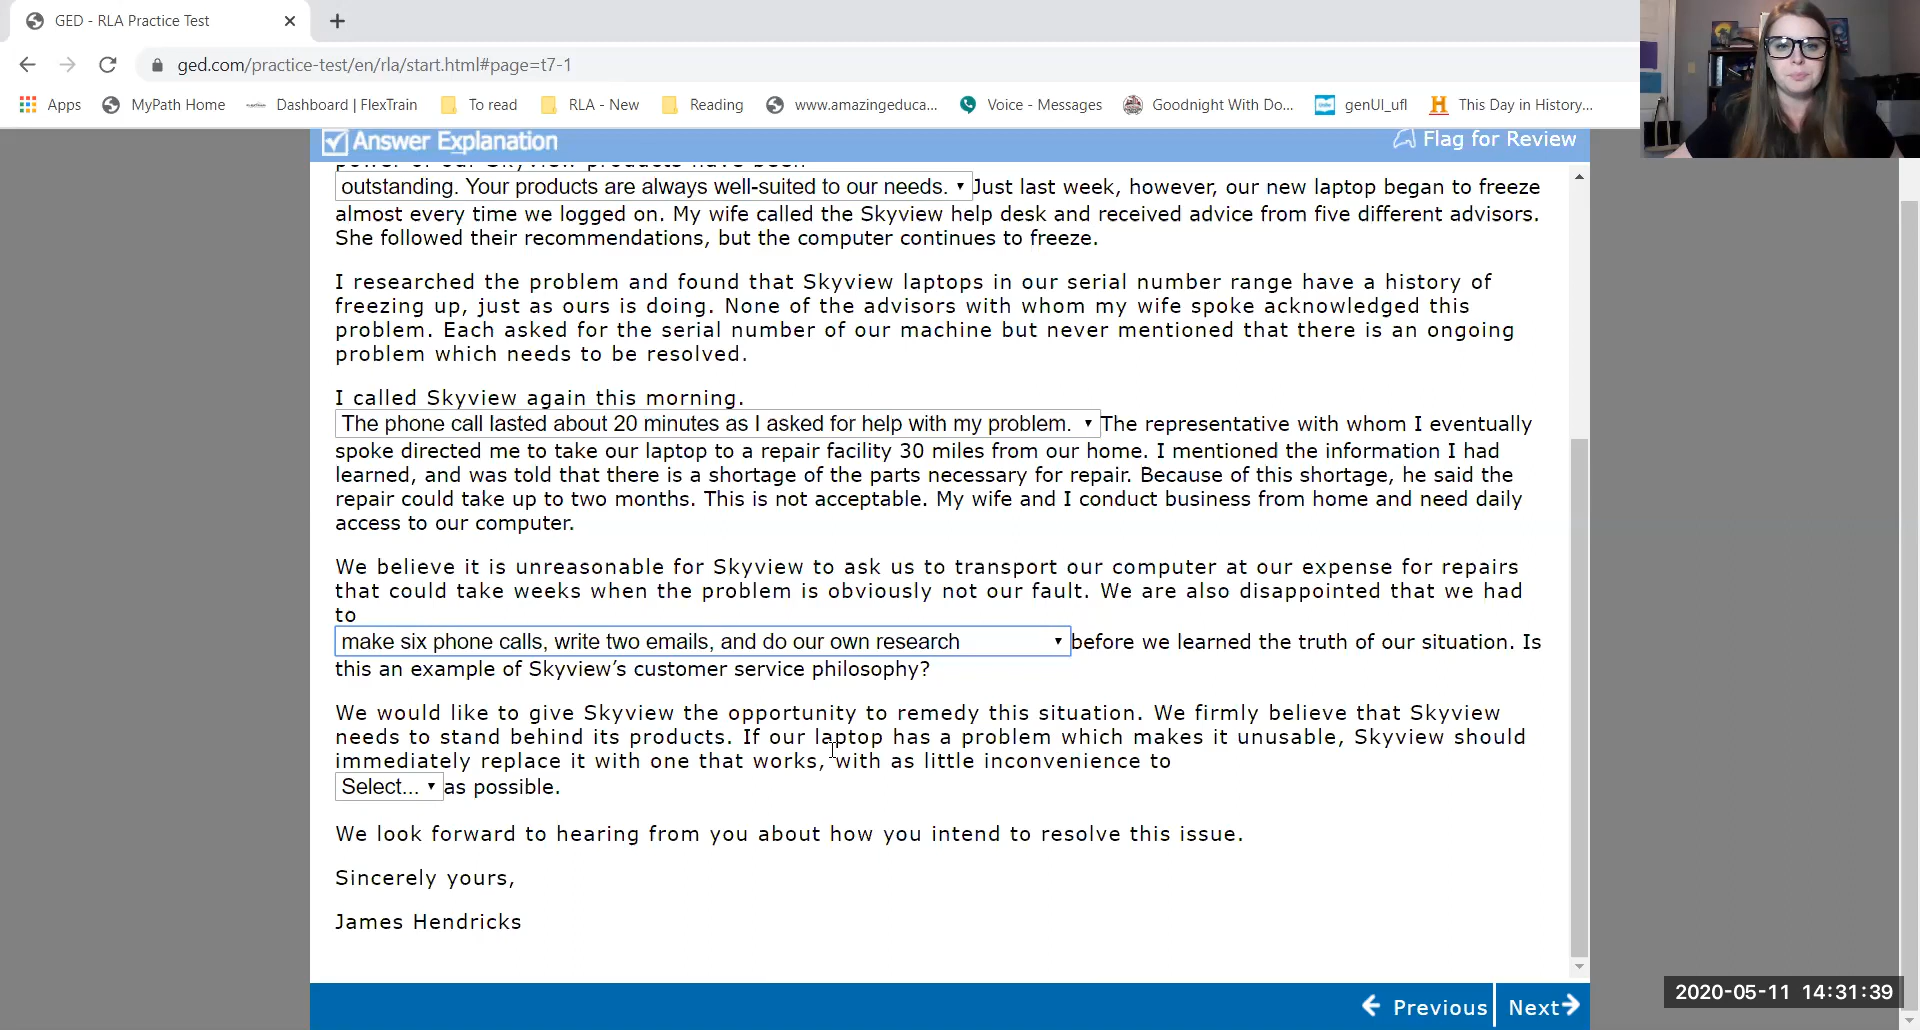 GED - RLA Practice Test
ged.com/practice-test/en/rla/start.html#page=t7-1
Apps MyPath Home Dashboard | FlexTrain To read RLA - New Reading www.amazingeduca... Voice - Messages Goodnight With Do... genUI_ufl This Day in History...
Answer Explanation Flag for Review
power of our Skyview products have been
outstanding. Your products are always well-suited to our needs. Just last week, however, our new laptop began to freeze
almost every time we logged on. My wife called the Skyview help desk and received advice from five different advisors.
She followed their recommendations, but the computer continues to freeze.
I researched the problem and found that Skyview laptops in our serial number range have a history of
freezing up, just as ours is doing. None of the advisors with whom my wife spoke acknowledged this
problem. Each asked for the serial number of our machine but never mentioned that there is an ongoing
problem which needs to be resolved.
I called Skyview again this morning.
The phone call lasted about 20 minutes as I asked for help with my problem. The representative with whom I eventually
spoke directed me to take our laptop to a repair facility 30 miles from our home. I mentioned the information I had
learned, and was told that there is a shortage of the parts necessary for repair. Because of this shortage, he said the
repair could take up to two months. This is not acceptable. My wife and I conduct business from home and need daily
access to our computer.
We believe it is unreasonable for Skyview to ask us to transport our computer at our expense for repairs
that could take weeks when the problem is obviously not our fault. We are also disappointed that we had
to
make six phone calls, write two emails, and do our own research before we learned the truth of our situation. Is
this an example of Skyview’s customer service philosophy?
We would like to give Skyview the opportunity to remedy this situation. We firmly believe that Skyview
needs to stand behind its products. If our laptop has a problem which makes it unusable, Skyview should
immediately replace it with one that works, with as little inconvenience to
Select... as possible.
We look forward to hearing from you about how you intend to resolve this issue.
Sincerely yours,
James Hendricks
Previous Next
2020-05-11 14:31:39